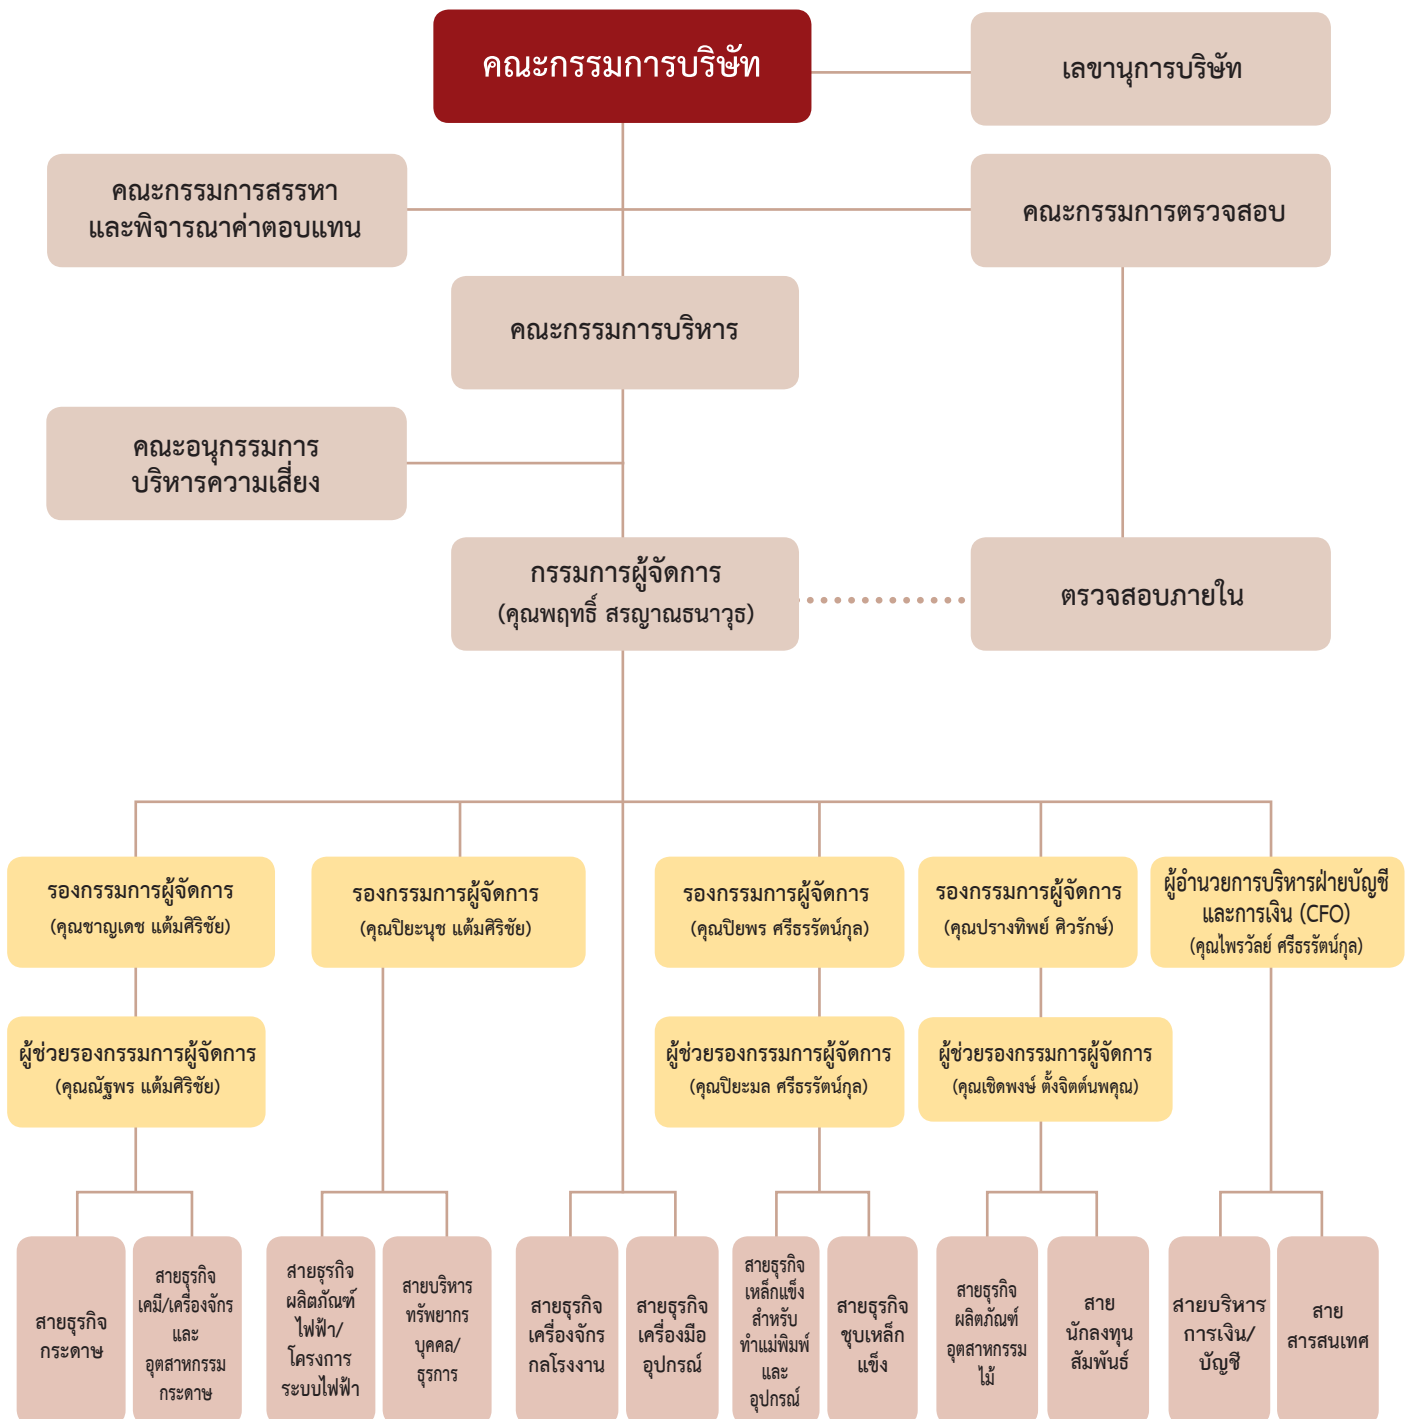 คณะกรรมการบริษัท
เลขานุการบริษัท
คณะกรรมการสรรหา
และพิจารณาค่าตอบแทน
คณะกรรมการตรวจสอบ
คณะกรรมการบริหาร
คณะอนุกรรมการ
บริหารความเสี่ยง
กรรมการผู้จัดการ
(คุณพฤทธิ์ สรญาณธนาวุธ)
ตรวจสอบภายใน
รองกรรมการผู้จัดการ
(คุณชาญเดช แต้มศิริชัย)
รองกรรมการผู้จัดการ
(คุณปิยะนุช แต้มศิริชัย)
รองกรรมการผู้จัดการ
(คุณปิยพร ศรีธรรัตน์กุล)
รองกรรมการผู้จัดการ
(คุณปรางทิพย์ ศิวรักษ์)
ผู้อำนวยการบริหารฝ่ายบัญชี
และการเงิน (CFO)
(คุณไพรวัลย์ ศรีธรรัตน์กุล)
ผู้ช่วยรองกรรมการผู้จัดการ
(คุณณัฐพร แต้มศิริชัย)
ผู้ช่วยรองกรรมการผู้จัดการ
(คุณปิยะมล ศรีธรรัตน์กุล)
ผู้ช่วยรองกรรมการผู้จัดการ
(คุณเชิดพงษ์ ตั้งจิตต์นพคุณ)
สายธุรกิจ
กระดาษ
สายธุรกิจ
เคมี/เครื่องจักร
และ
อุตสาหกรรม
กระดาษ
สายธุรกิจ
ผลิตภัณฑ์
ไฟฟ้า/
โครงการ
ระบบไฟฟ้า
สายบริหาร
ทรัพยากร
บุคคล/
ธุรการ
สายธุรกิจ
เครื่องจักร
กลโรงงาน
สายธุรกิจ
เครื่องมือ
อุปกรณ์
สายธุรกิจ
เหล็กแข็ง
สำหรับ
ทำแม่พิมพ์
และ
อุปกรณ์
สายธุรกิจ
ชุบเหล็ก
แข็ง
สายธุรกิจ
ผลิตภัณฑ์
อุตสาหกรรม
ไม้
สาย
นักลงทุน
สัมพันธ์
สายบริหาร
การเงิน/
บัญชี
สาย
สารสนเทศ